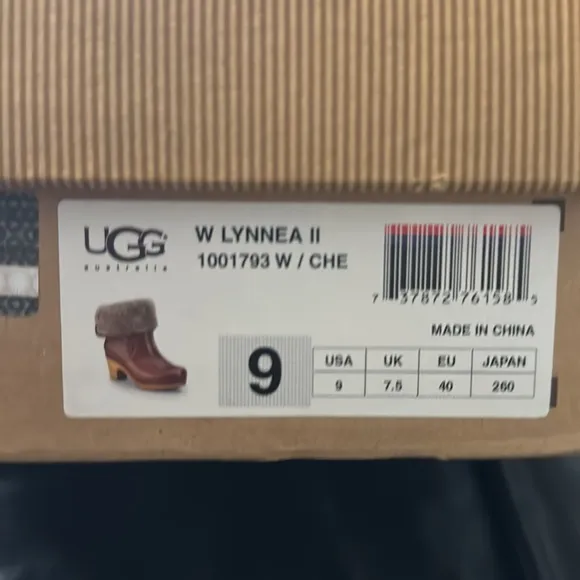 UGG
australia
W LYNNEA II
1001793 W / CHE
7 37872 76158 5
MADE IN CHINA
9
USA UK EU JAPAN
9 7.5 40 260